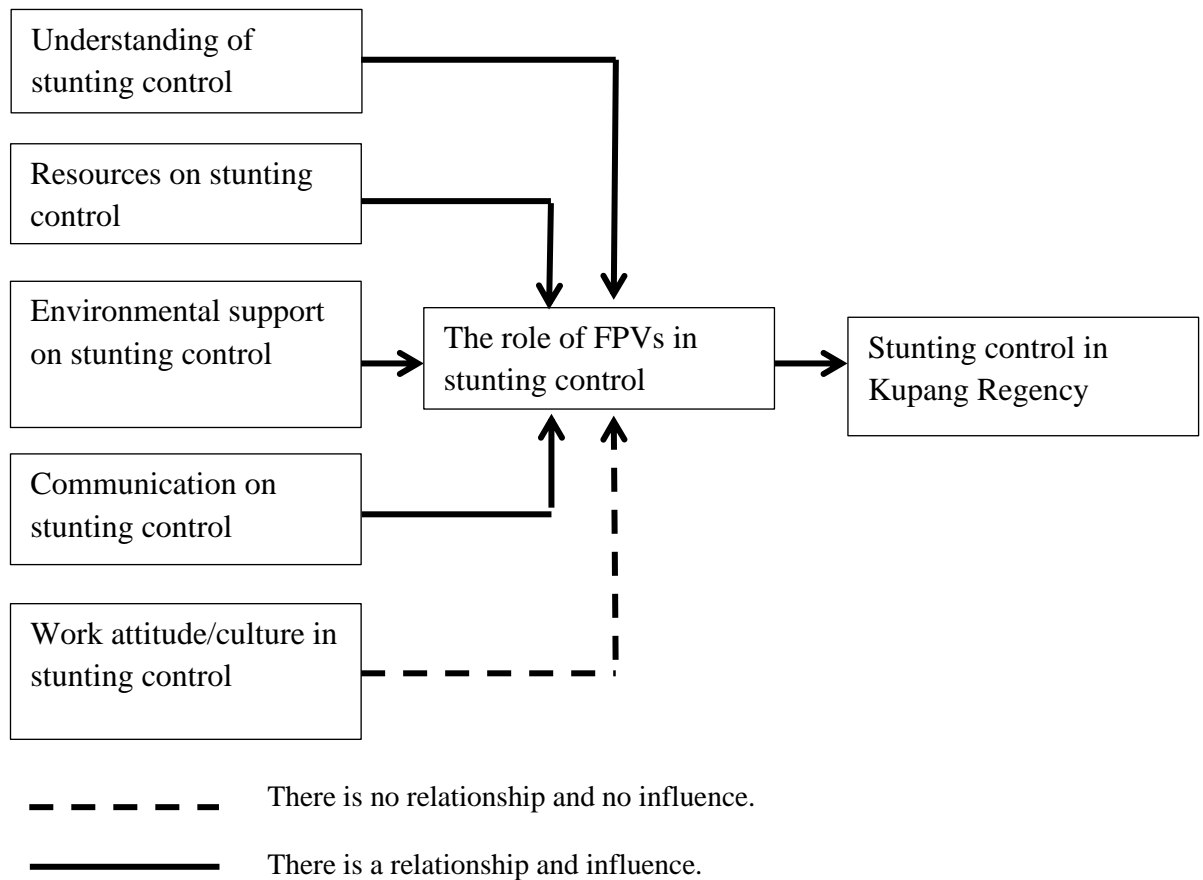 Understanding of
stunting control
Resources on stunting
control
Environmental support
on stunting control
The role of FPVs in
stunting control
Stunting control in
Kupang Regency
Communication on
stunting control
Work attitude/culture in
stunting control
There is no relationship and no influence.
There is a relationship and influence.